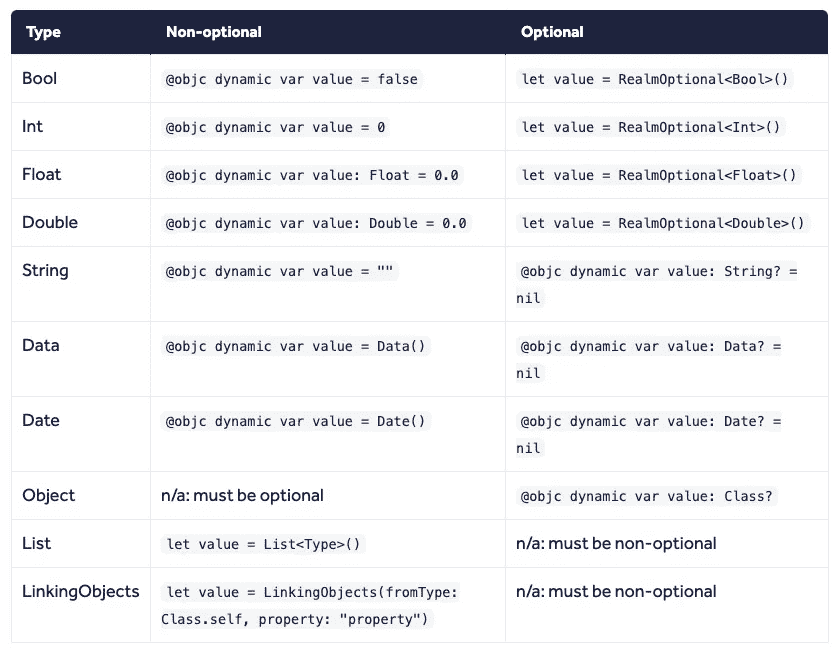 Type Non-optional Optional
Bool @objc dynamic var value = false let value = RealmOptional<Bool>()
Int @objc dynamic var value = 0 let value = RealmOptional<Int>()
Float @objc dynamic var value: Float = 0.0 let value = RealmOptional<Float>()
Double @objc dynamic var value: Double = 0.0 let value = RealmOptional<Double>()
String @objc dynamic var value = "" @objc dynamic var value: String? =
nil
Data @objc dynamic var value = Data() @objc dynamic var value: Data? =
nil
Date @objc dynamic var value = Date() @objc dynamic var value: Date? =
nil
Object n/a: must be optional @objc dynamic var value: Class?
List let value = List<Type>() n/a: must be non-optional
LinkingObjects let value = LinkingObjects(fromType: n/a: must be non-optional
Class.self, property: "property")